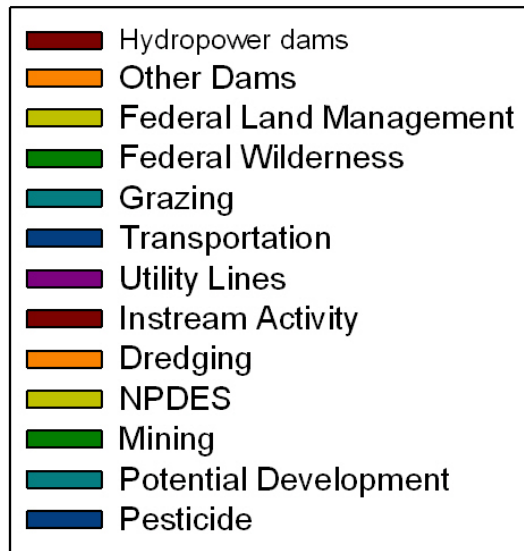 Hydropower dams
Other Dams
Federal Land Management
Federal Wilderness
Grazing
Transportation
Utility Lines
Instream Activity
Dredging
NPDES
Mining
Potential Development
Pesticide